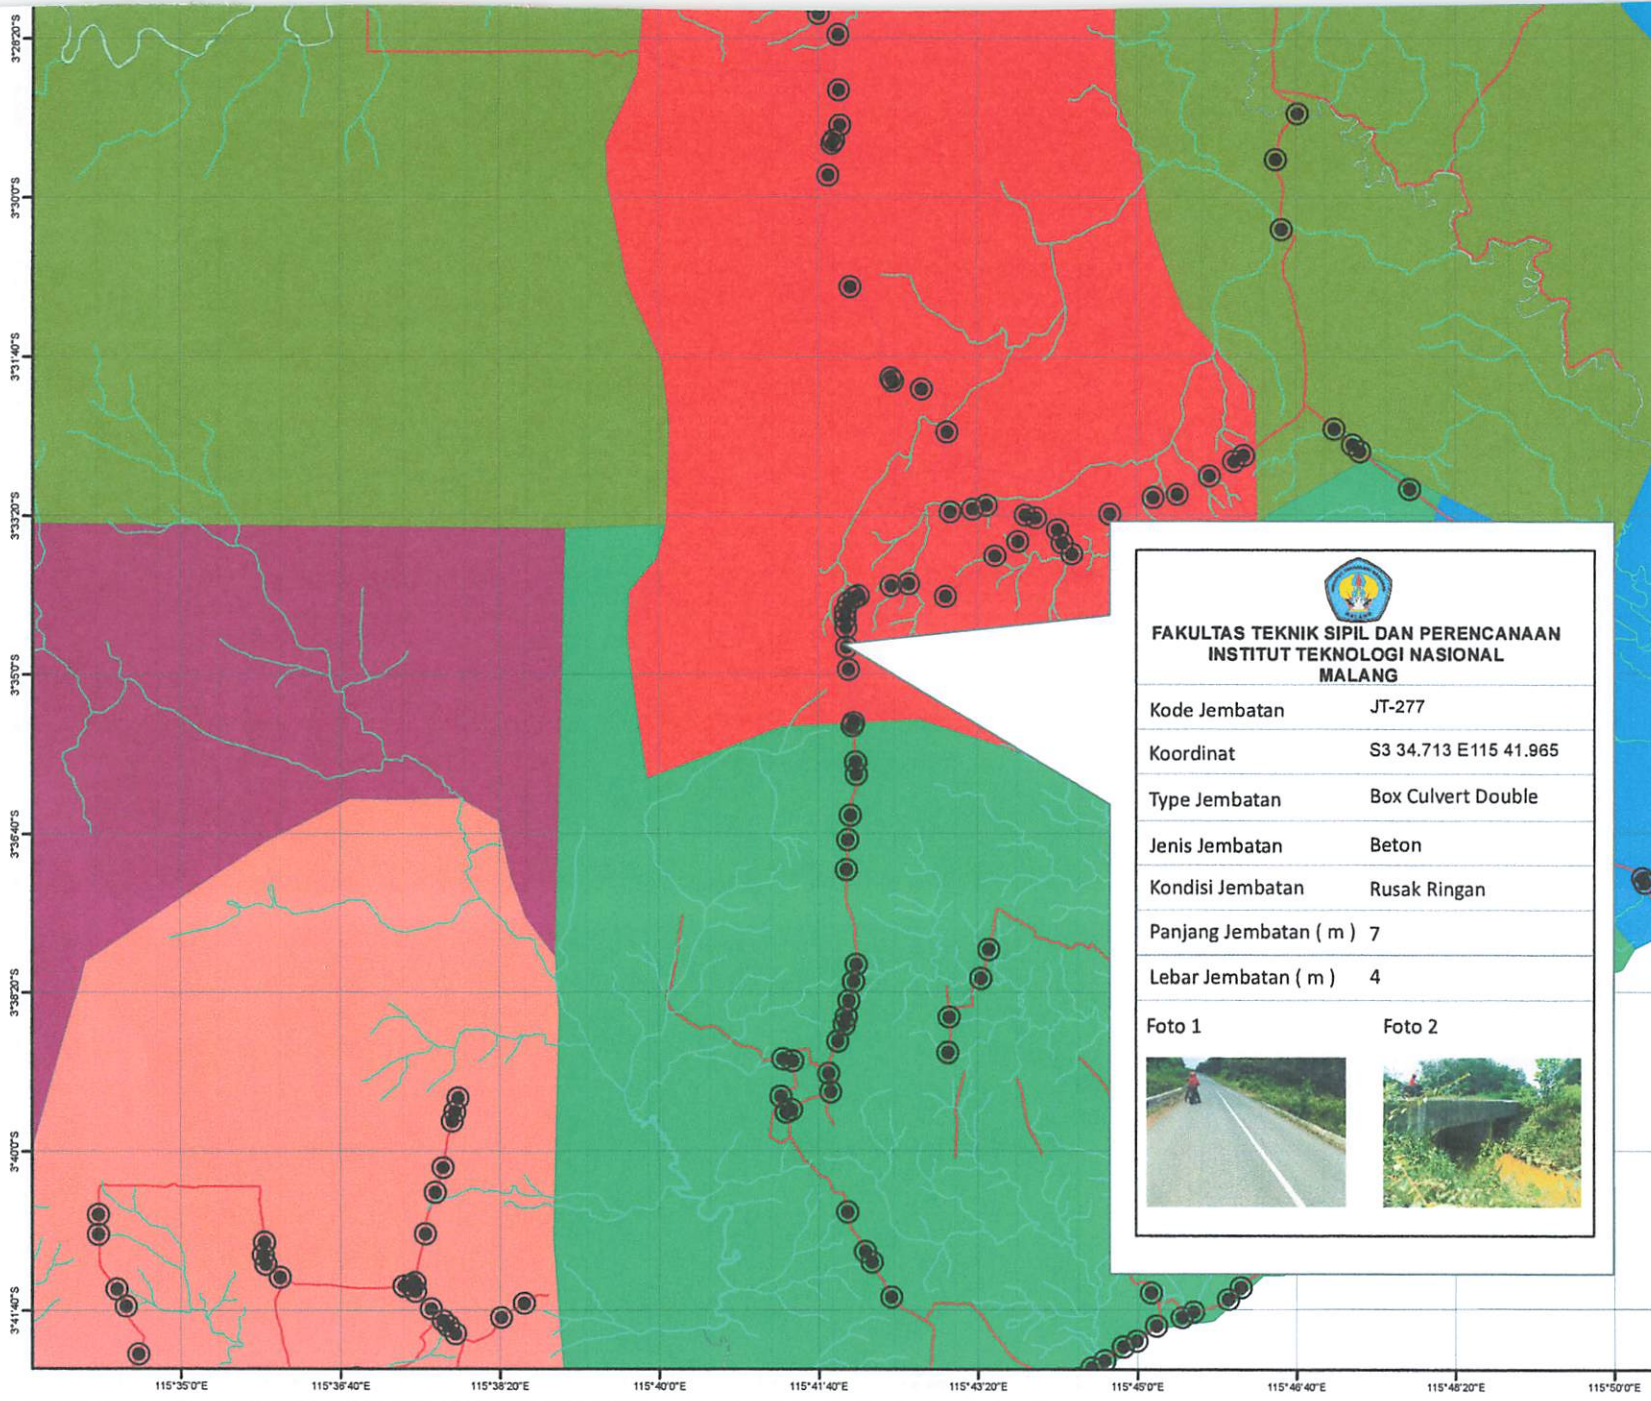 3°28'20"S
3°30'0"S
3°31'40"S
3°33'20"S
3°35'0"S
3°36'40"S
3°38'20"S
3°40'0"S
3°41'40"S
FAKULTAS TEKNIK SIPIL DAN PERENCANAAN
INSTITUT TEKNOLOGI NASIONAL
MALANG
Kode Jembatan JT-277
Koordinat S3 34.713 E115 41.965
Type Jembatan Box Culvert Double
Jenis Jembatan Beton
Kondisi Jembatan Rusak Ringan
Panjang Jembatan ( m ) 7
Lebar Jembatan ( m ) 4
Foto 1 Foto 2
115°35'0"E 115°36'40"E 115°38'20"E 115°40'0"E 115°41'40"E 115°43'20"E 115°45'0"E 115°46'40"E 115°48'20"E 115°50'0"E